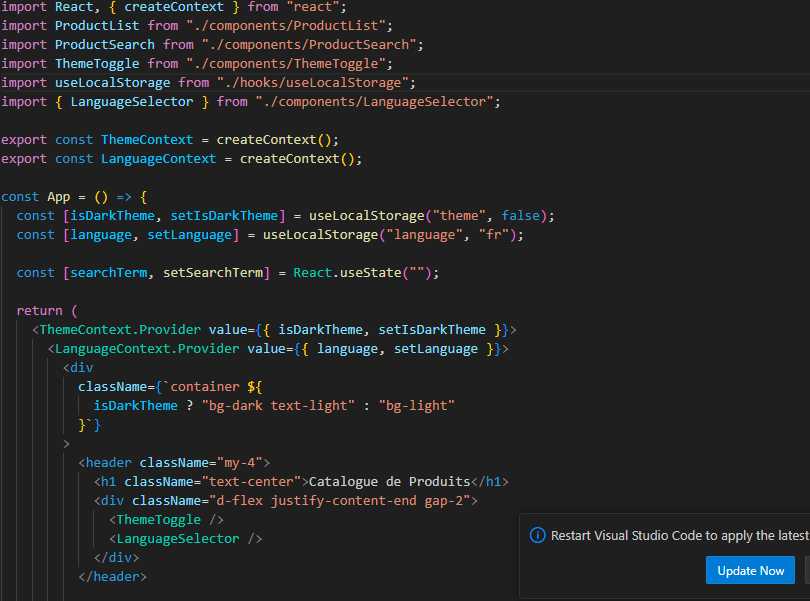 import React, { createContext } from "react";
import ProductList from "./components/ProductList";
import ProductSearch from "./components/ProductSearch";
import ThemeToggle from "./components/ThemeToggle";
import useLocalStorage from "./hooks/useLocalStorage";
import { LanguageSelector } from "./components/LanguageSelector";

export const ThemeContext = createContext();
export const LanguageContext = createContext();

const App = () => {
  const [isDarkTheme, setIsDarkTheme] = useLocalStorage("theme", false);
  const [language, setLanguage] = useLocalStorage("language", "fr");

  const [searchTerm, setSearchTerm] = React.useState("");

  return (
    <ThemeContext.Provider value={{ isDarkTheme, setIsDarkTheme }}>
      <LanguageContext.Provider value={{ language, setLanguage }}>
        <div
          className={`container ${
            isDarkTheme ? "bg-dark text-light" : "bg-light"
          }`}
        >
          <header className="my-4">
            <h1 className="text-center">Catalogue de Produits</h1>
            <div className="d-flex justify-content-end gap-2">
              <ThemeToggle />
              <LanguageSelector />
            </div>
          </header>
Restart Visual Studio Code to apply the latest
Update Now